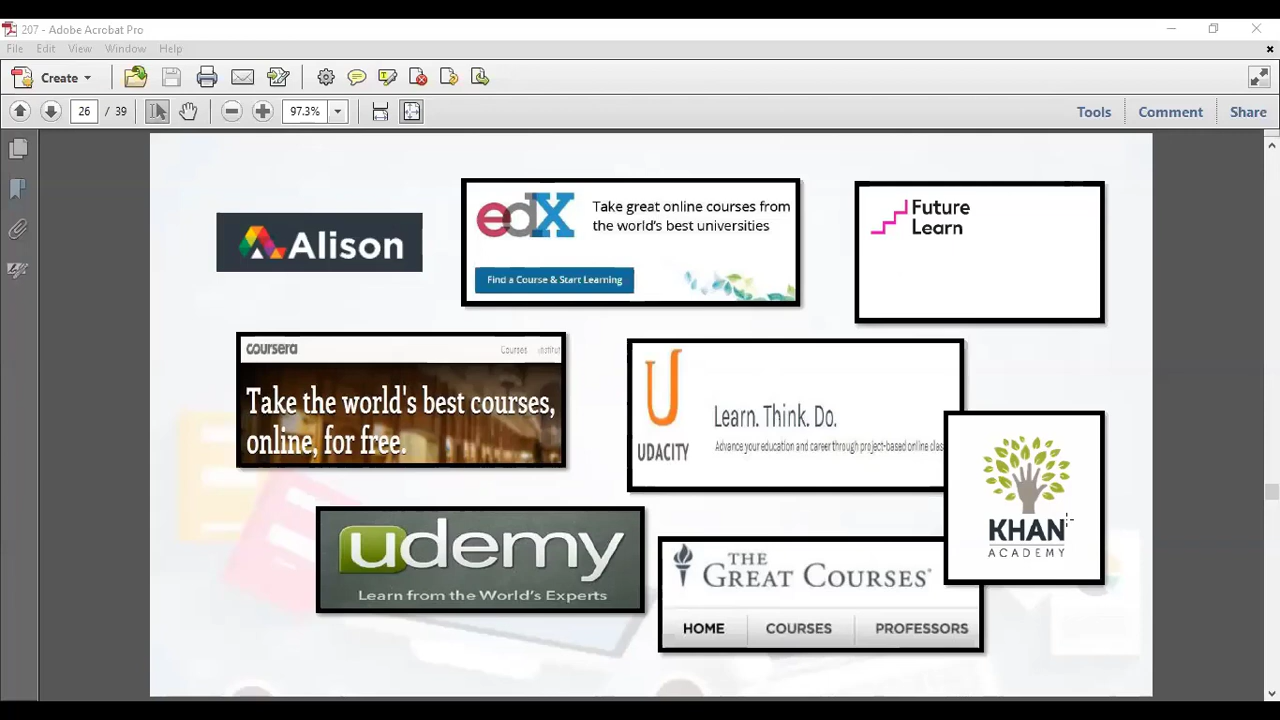 207 - Adobe Acrobat Pro
File Edit View Window Help
Create
26 / 39 97.3% Tools Comment Share
Alison
edX
Take great online courses from
the world's best universities
Find a Course & Start Learning
Future
Learn
coursera Courses Institut
Take the world's best courses,
online, for free.
U
UDACITY
Learn. Think. Do.
Advance your education and career through project-based online clas
KHAN
ACADEMY
udemy
Learn from the World's Experts
THE
GREAT COURSES®
HOME COURSES PROFESSORS